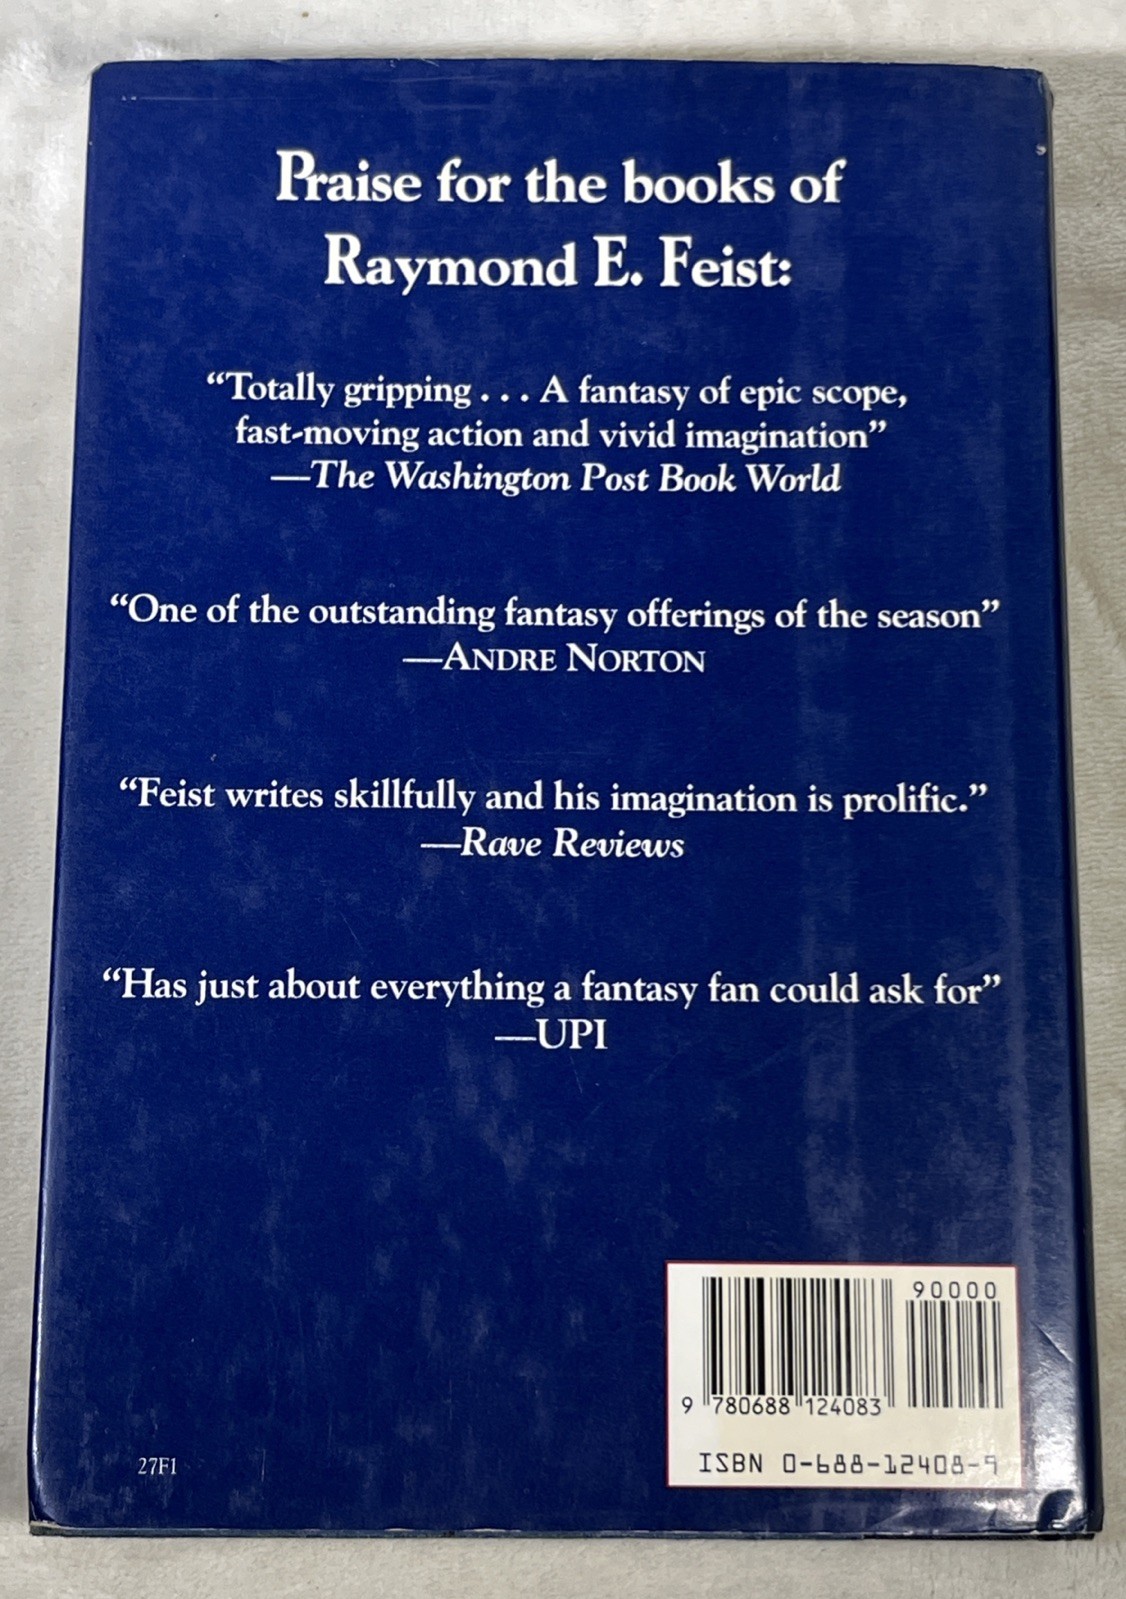 Praise for the books of
Raymond E. Feist:
“Totally gripping . . . A fantasy of epic scope,
fast-moving action and vivid imagination”
—The Washington Post Book World
“One of the outstanding fantasy offerings of the season”
—ANDRE NORTON
“Feist writes skillfully and his imagination is prolific.”
—Rave Reviews
“Has just about everything a fantasy fan could ask for”
—UPI
90000
9 780688 124083
ISBN 0-688-12408-9
27F1